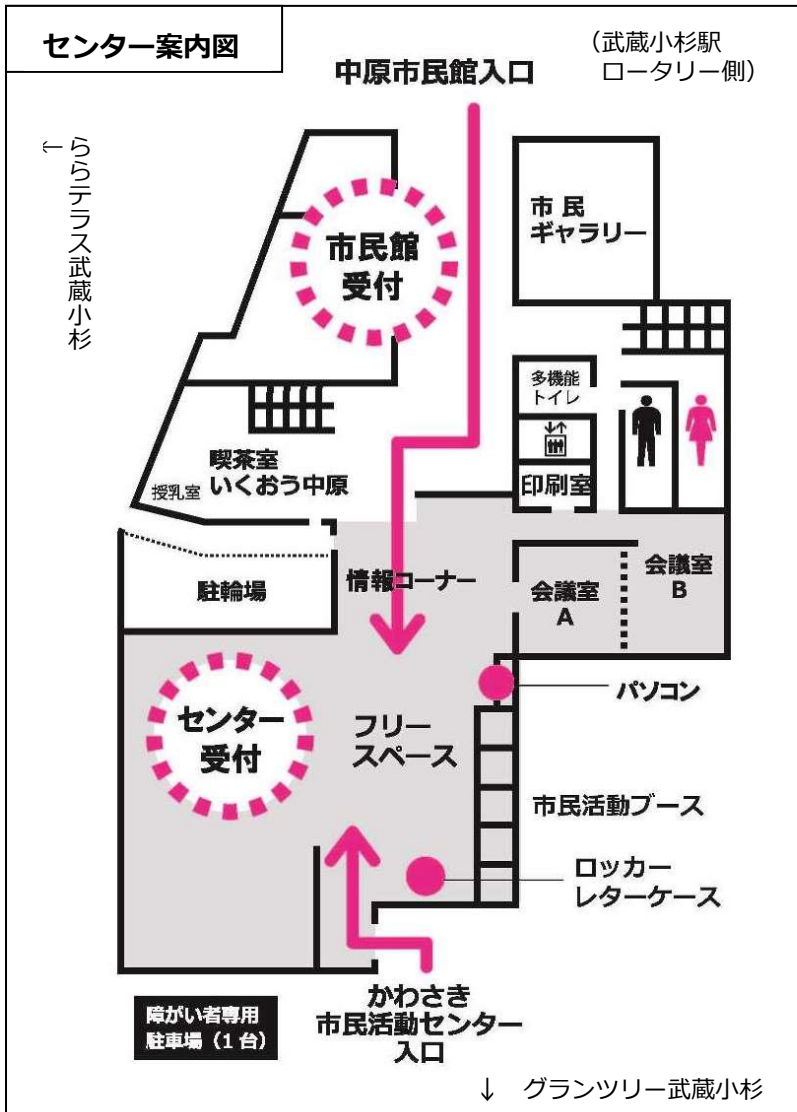 センター案内図
（武蔵小杉駅
ロータリー側）
中原市民館入口
←
ららテラス武蔵小杉
市民館
受付
市 民
ギャラリー
多機能
トイレ
喫茶室
いくおう中原
授乳室
印刷室
駐輪場
情報コーナー
会議室
A
会議室
B
パソコン
センター
受付
フリー
スペース
市民活動ブース
ロッカー
レターケース
かわさき
市民活動センター
入口
障がい者専用
駐車場（1 台）
↓ グランツリー武蔵小杉